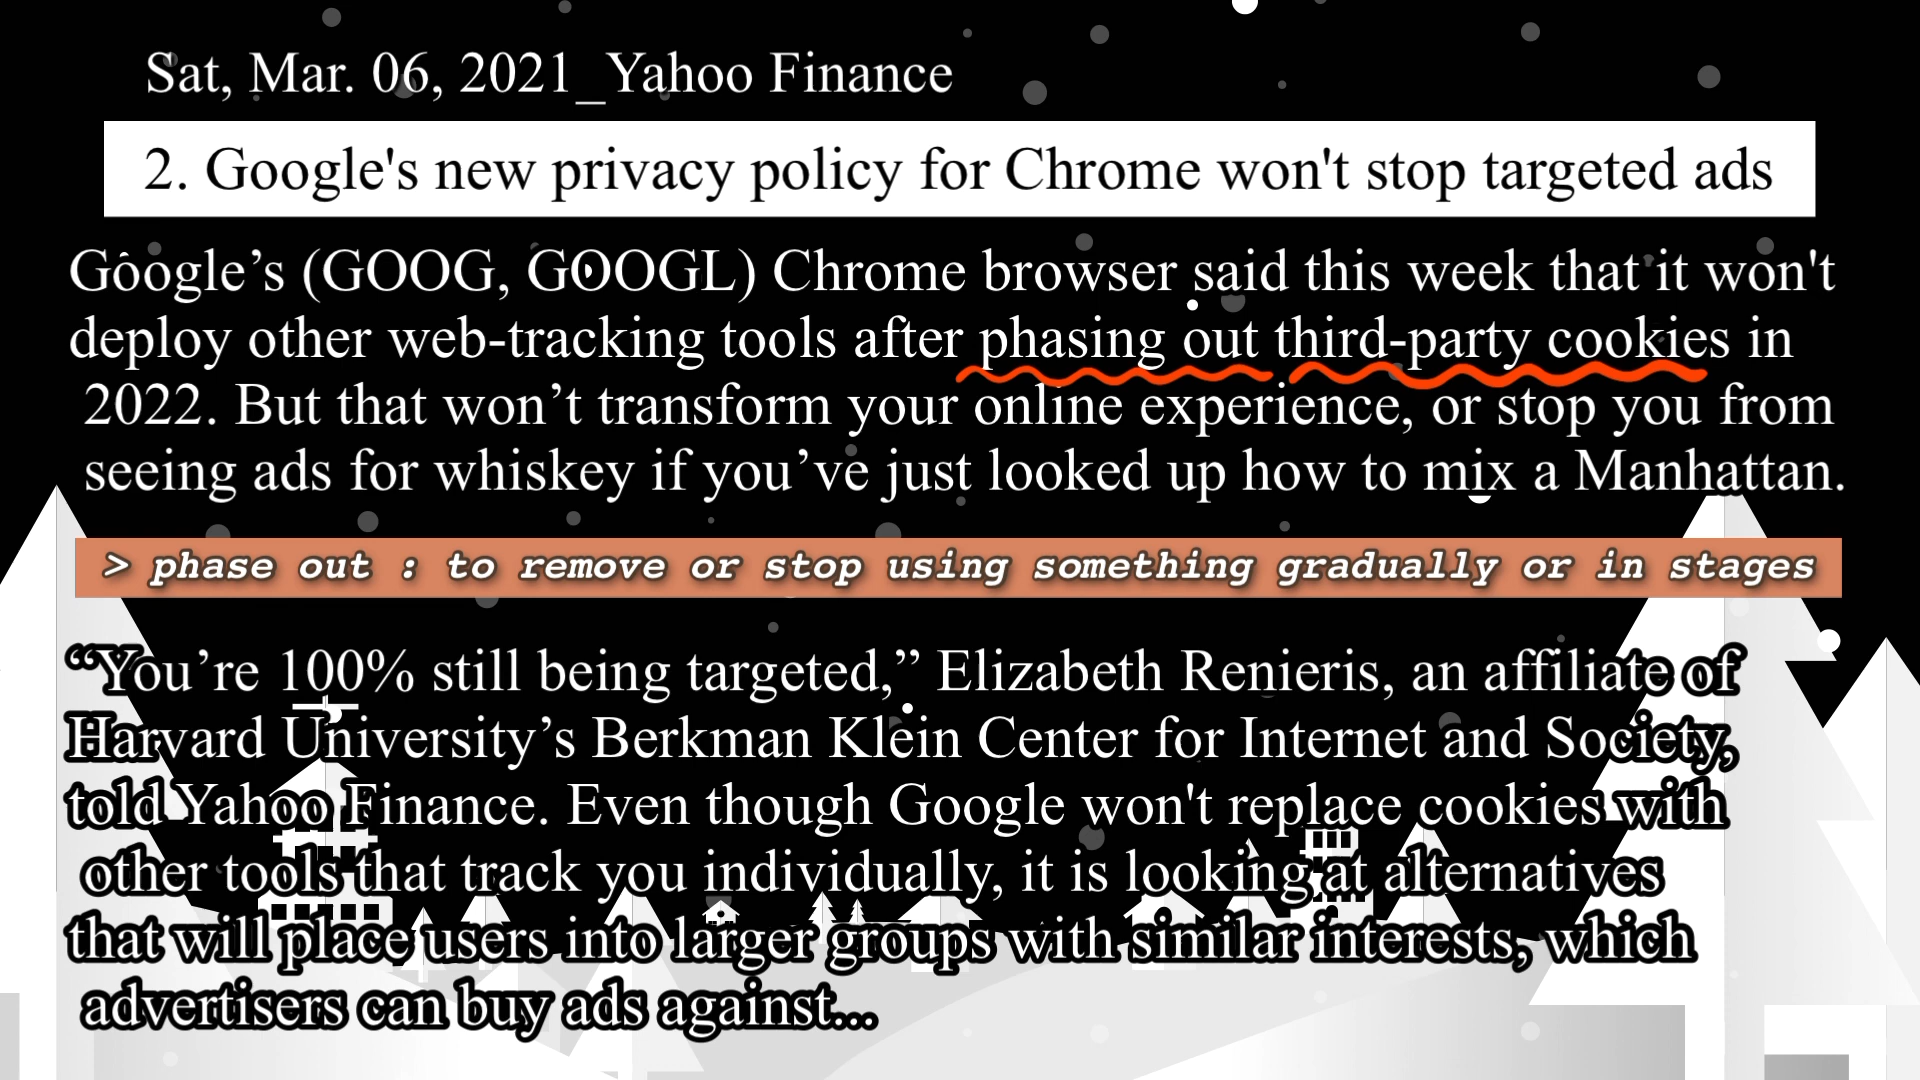 Sat, Mar. 06, 2021_Yahoo Finance
2. Google's new privacy policy for Chrome won't stop targeted ads
Google’s (GOOG, GOOGL) Chrome browser said this week that it won't
deploy other web-tracking tools after phasing out third-party cookies in
2022. But that won’t transform your online experience, or stop you from
seeing ads for whiskey if you’ve just looked up how to mix a Manhattan.
> phase out : to remove or stop using something gradually or in stages
“You’re 100% still being targeted,” Elizabeth Renieris, an affiliate of
Harvard University’s Berkman Klein Center for Internet and Society,
told Yahoo Finance. Even though Google won't replace cookies with
other tools that track you individually, it is looking at alternatives
that will place users into larger groups with similar interests, which
advertisers can buy ads against...